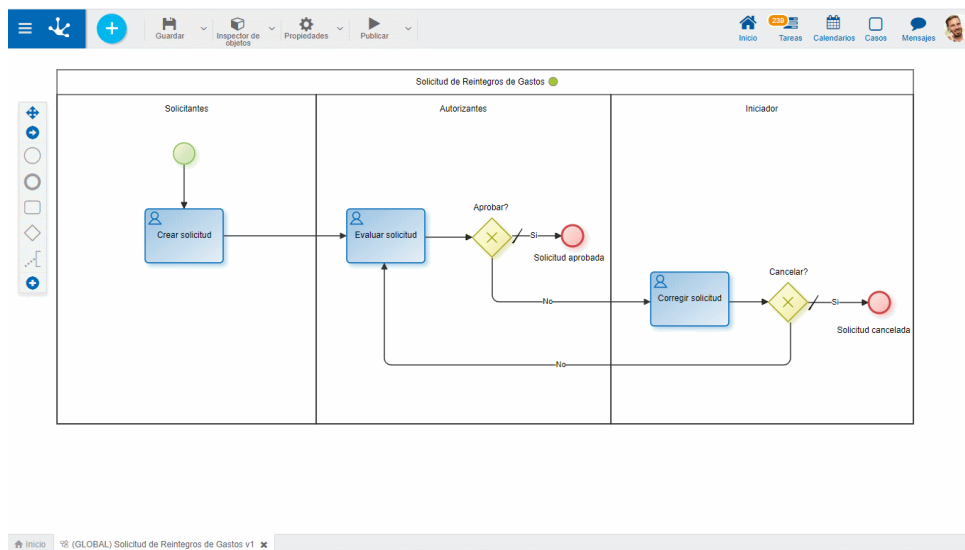 Guardar
Inspector de
objetos
Propiedades
Publicar
Inicio
230
Tareas
Calendarios
Casos
Mensajes
Solicitud de Reintegros de Gastos
Solicitantes
Autorizantes
Iniciador
Crear solicitud
Evaluar solicitud
Aprobar?
Si
Solicitud aprobada
No
Corregir solicitud
Cancelar?
Si
Solicitud cancelada
No
Inicio
(GLOBAL) Solicitud de Reintegros de Gastos v1